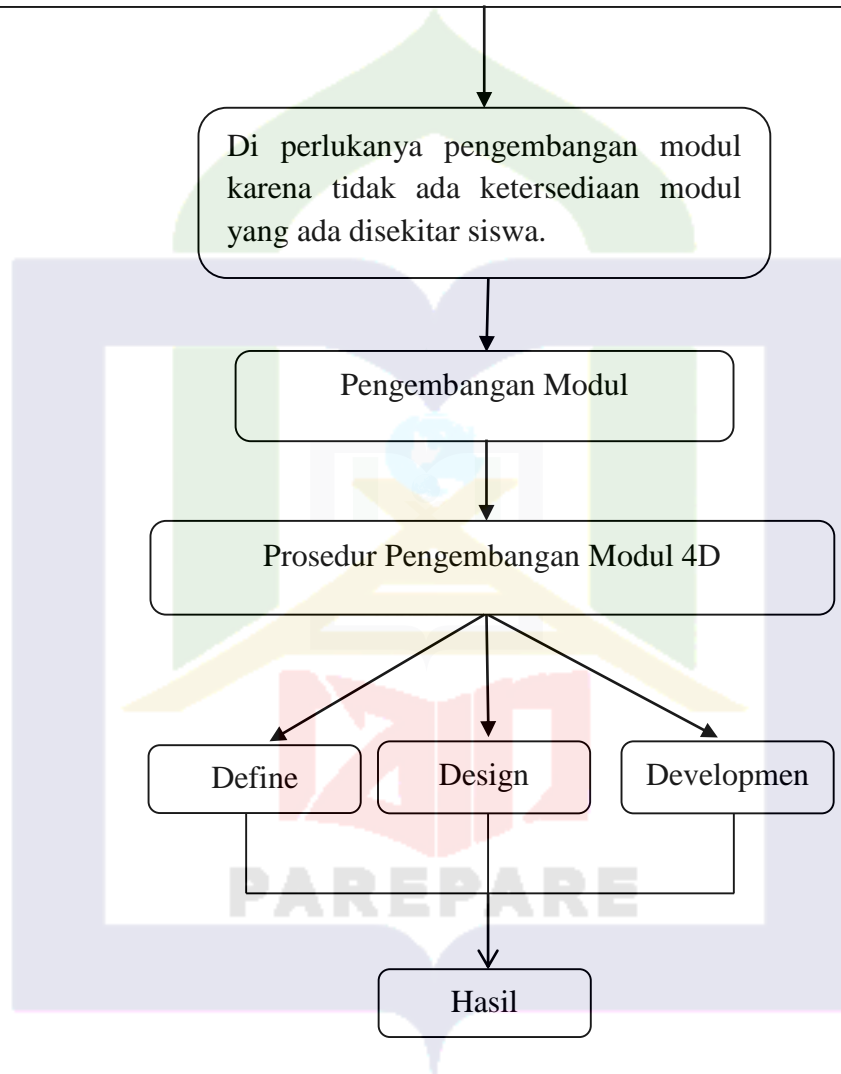 Di perlukanya pengembangan modul
karena tidak ada ketersediaan modul
yang ada disekitar siswa.
Pengembangan Modul
Prosedur Pengembangan Modul 4D
Define
Design
Developmen
PAREPARE
Hasil